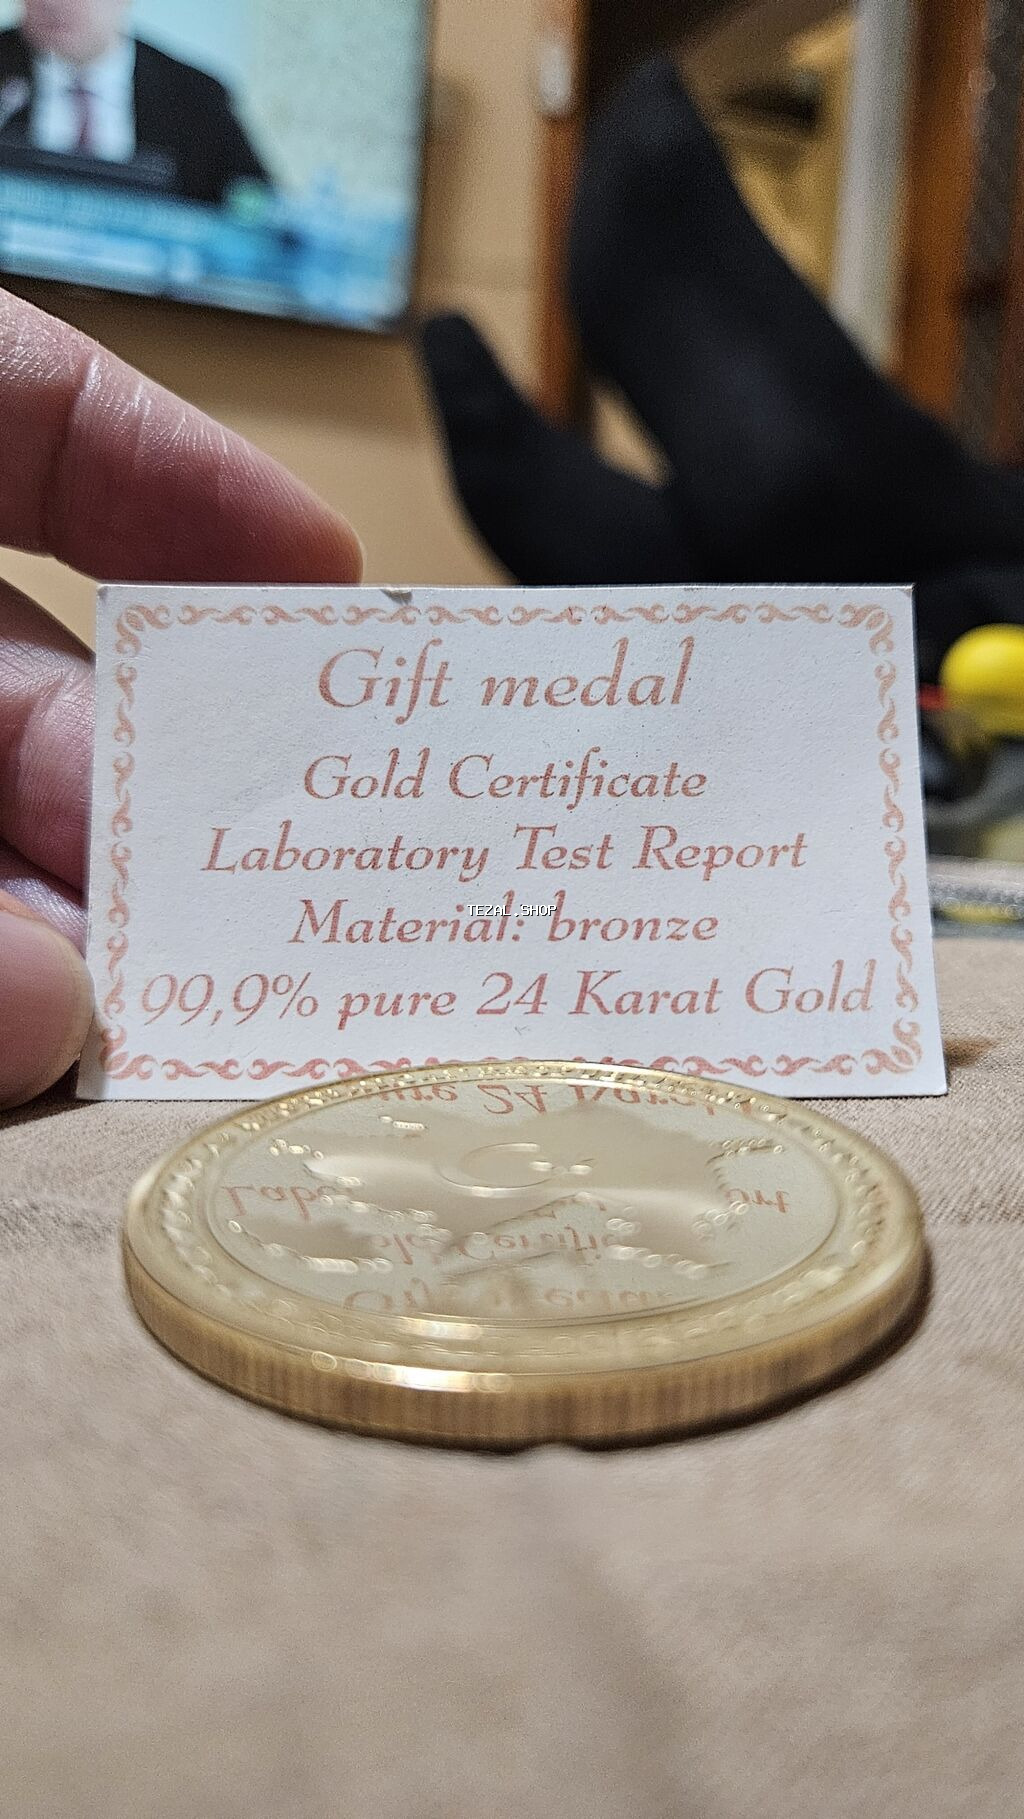 Gift medal
Gold Certificate
Laboratory Test Report
Material: bronze
99,9% pure 24 Karat Gold
TEZAL.SHOP